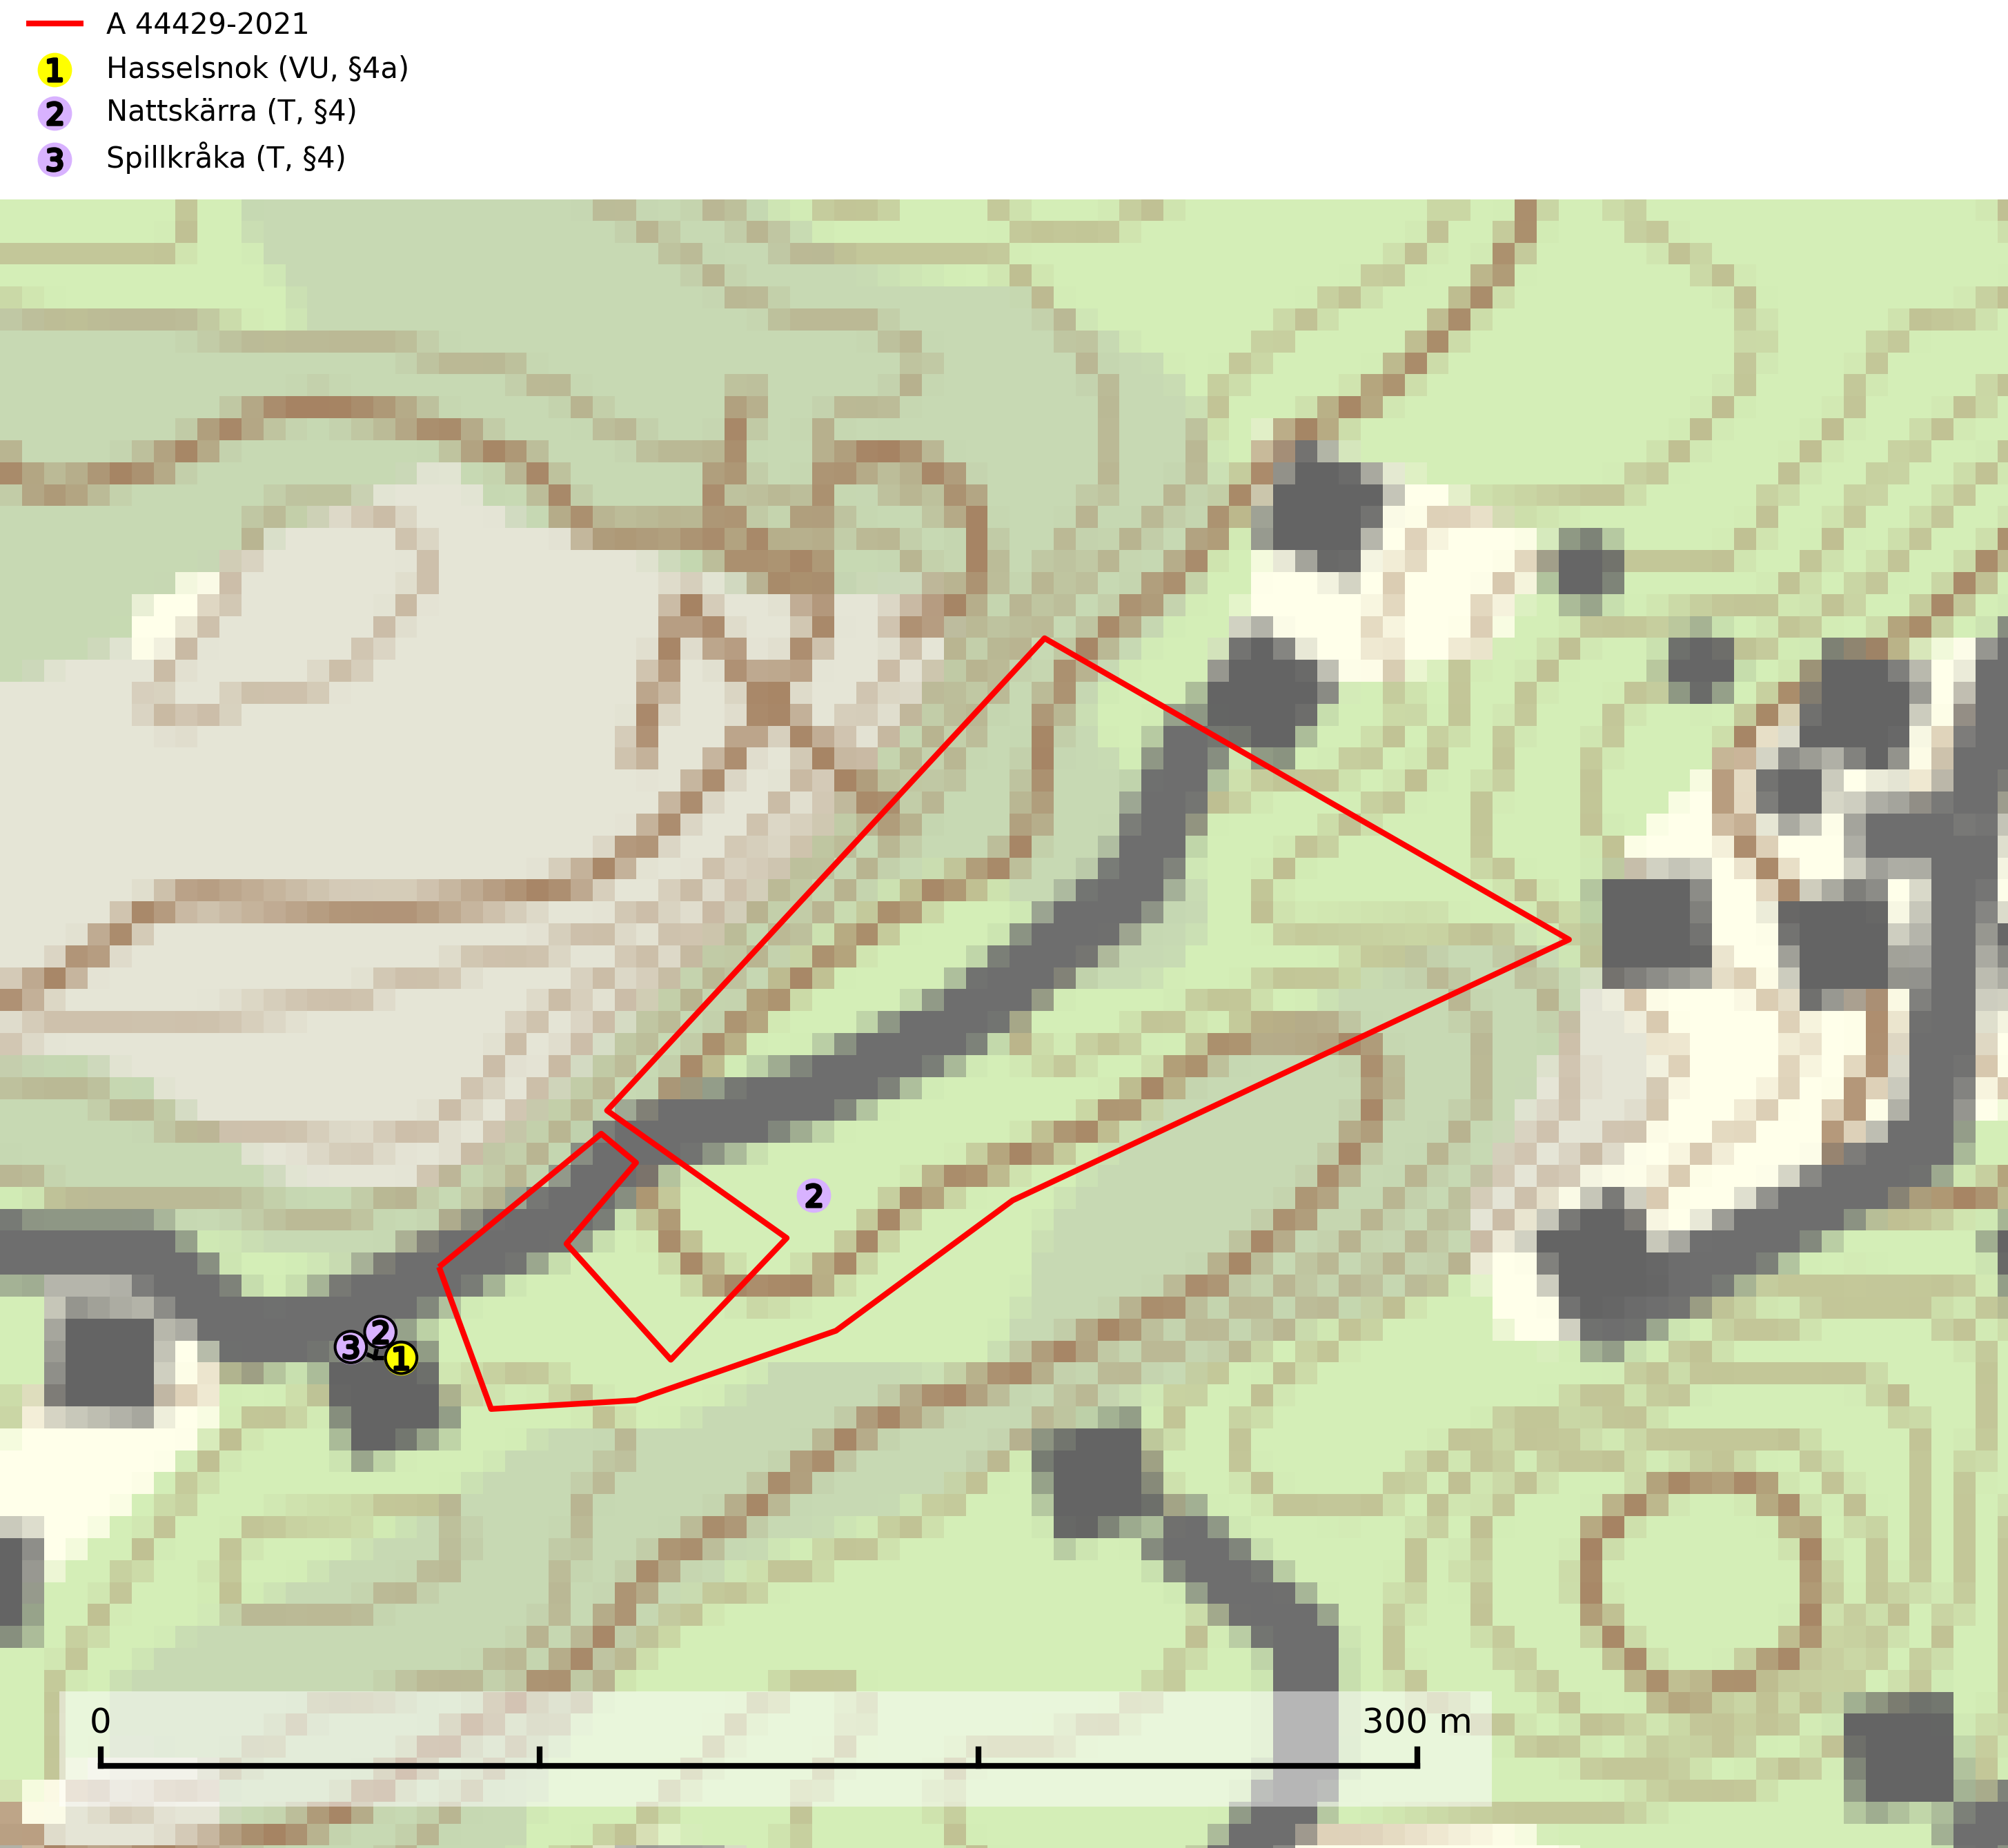 A 44429-2021
1 Hasselsnok (VU, §4a)
2 Nattskärra (T, §4)
3 Spillkråka (T, §4)
2
2
3
1
0 300 m